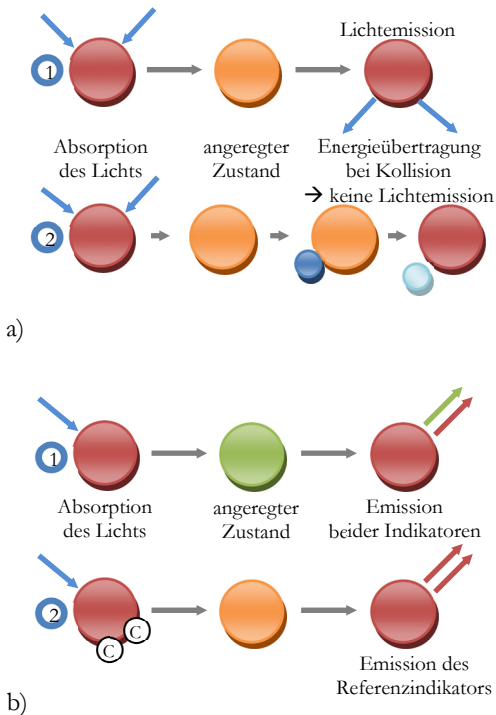 Lichtemission
1
Absorption
des Lichts
angeregter
Zustand
Energieübertragung
bei Kollision
→ keine Lichtemission
2
a)
1
Absorption
des Lichts
angeregter
Zustand
Emission
beider Indikatoren
2
C
C
Emission des
Referenzindikators
b)